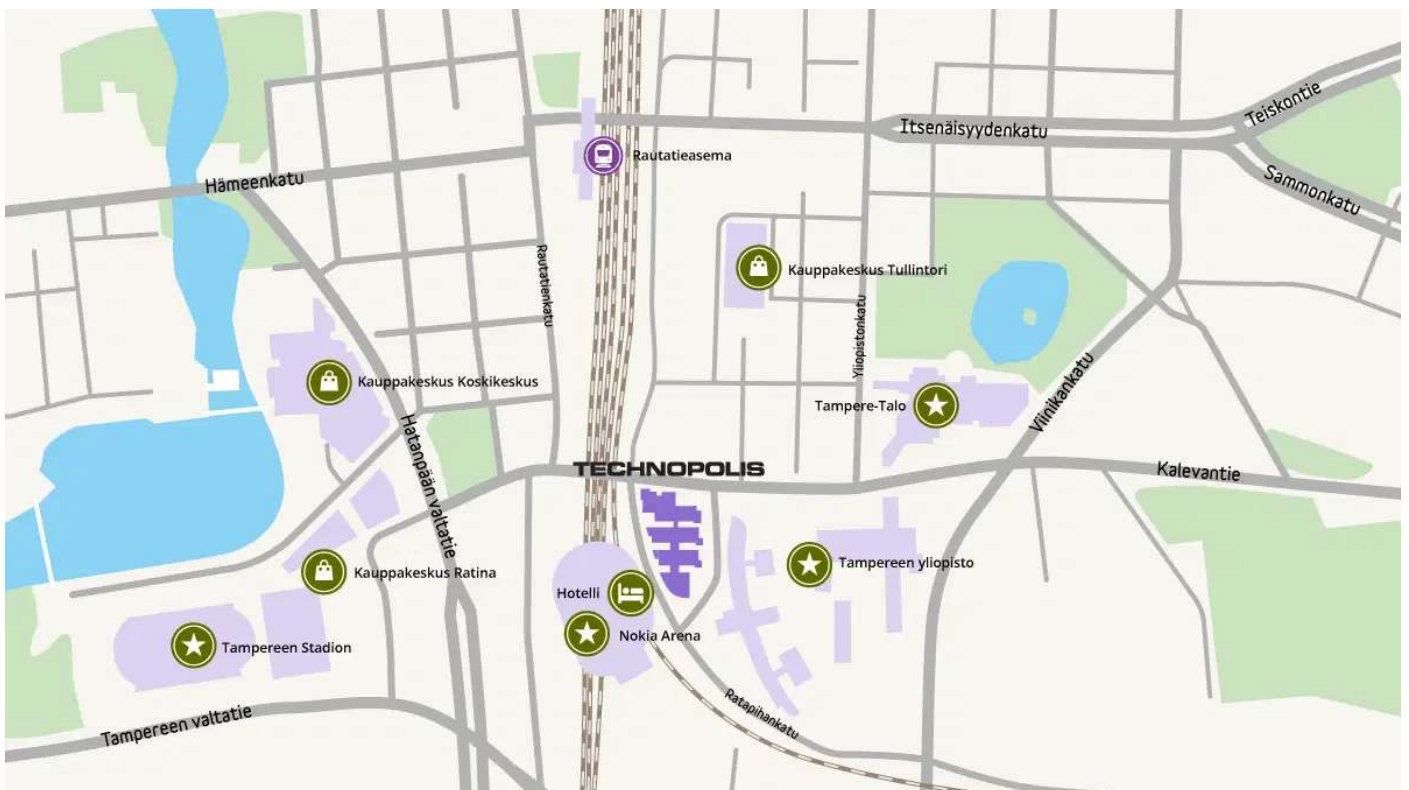 Teiskontie
Itsenäisyydenkatu
Rautatieasema
Hämeenkatu
Sammonkatu
Rautatienkatu
Kauppakeskus Tullintori
Yliopistonkatu
Kauppakeskus Koskikeskus
Viinikankatu
Tampere-Talo
Hatanpään valtatie
TECHNOPOLIS
Kalevantie
Kauppakeskus Ratina
Tampereen yliopisto
Hotelli
Nokia Arena
Tampereen Stadion
Ratapihankatu
Tampereen valtatie